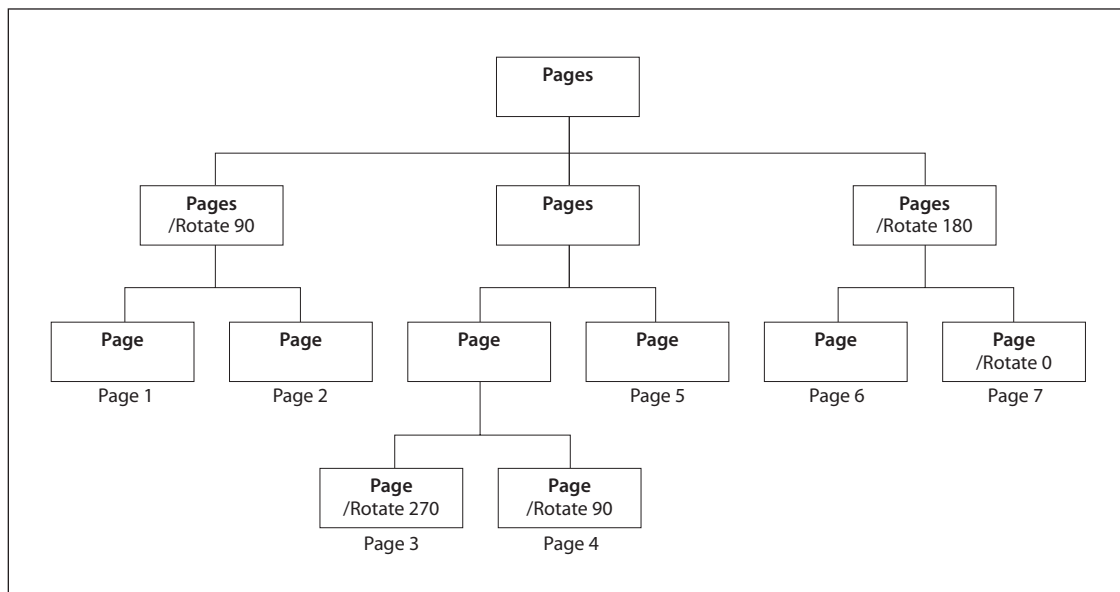 Pages
Pages
/Rotate 90
Pages
Pages
/Rotate 180
Page
Page 1
Page
Page 2
Page
Page
Page 5
Page
Page 6
Page
/Rotate 0
Page 7
Page
/Rotate 270
Page 3
Page
/Rotate 90
Page 4